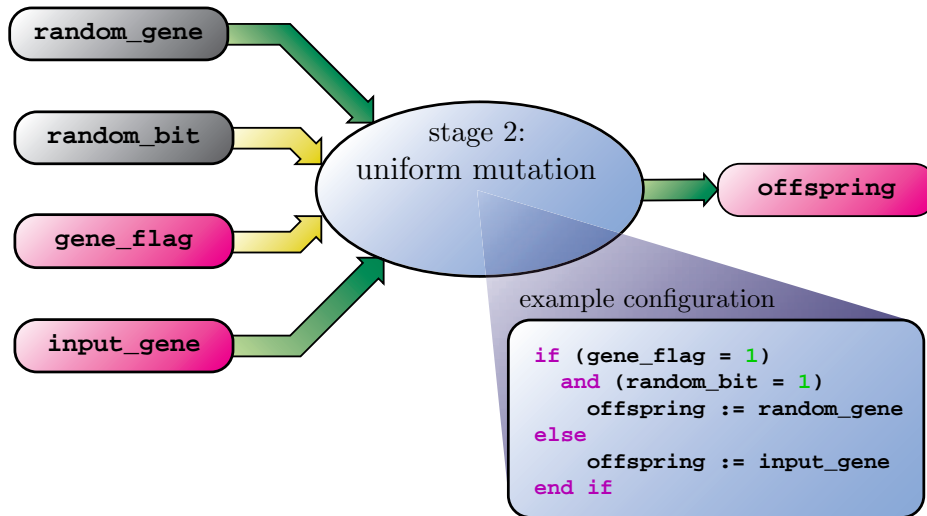 random_gene
random_bit
gene_flag
input_gene
stage 2:
uniform mutation
offspring
example configuration
if (gene_flag = 1)
  and (random_bit = 1)
    offspring := random_gene
else
    offspring := input_gene
end if